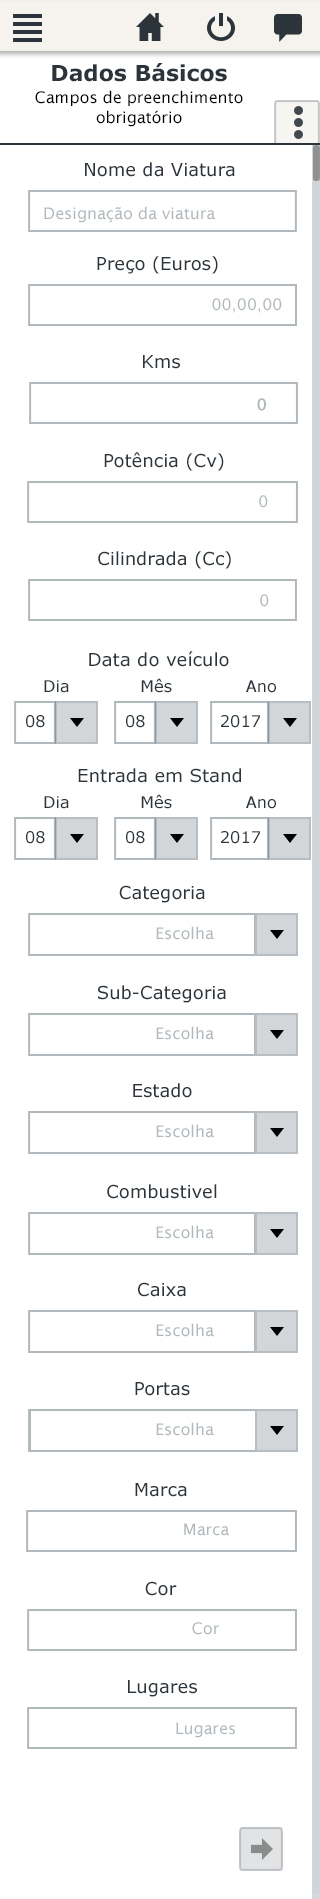 Dados Básicos
Campos de preenchimento
obrigatório
Nome da Viatura
Designação da viatura
Preço (Euros)
00,00,00
Kms
0
Potência (Cv)
0
Cilindrada (Cc)
0
Data do veículo
Dia Mês Ano
08 08 2017
Entrada em Stand
Dia Mês Ano
08 08 2017
Categoria
Escolha
Sub-Categoria
Escolha
Estado
Escolha
Combustivel
Escolha
Caixa
Escolha
Portas
Escolha
Marca
Marca
Cor
Cor
Lugares
Lugares